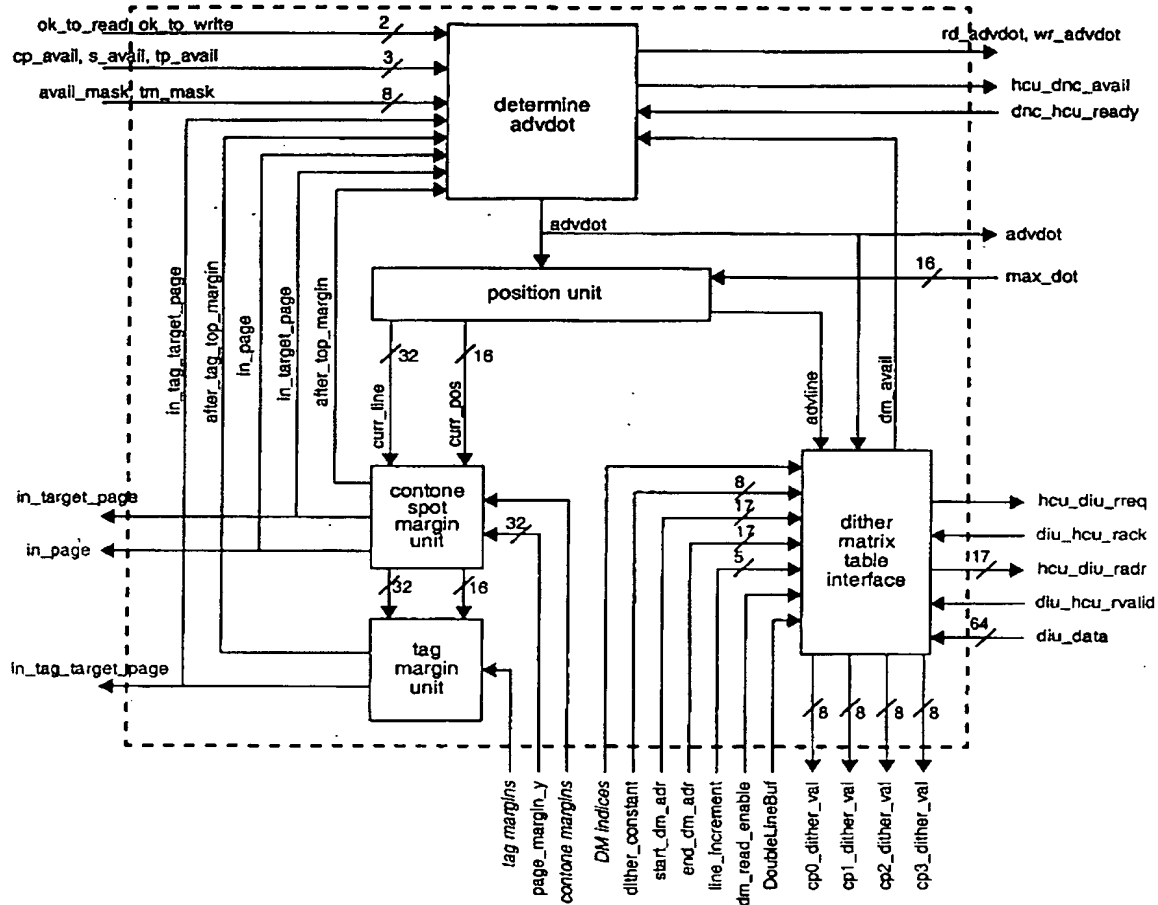 ok_to_read, ok_to_write
2
cp_avail, s_avail, tp_avail
3
avail_mask, tm_mask
8
determine
advdot
rd_advdot, wr_advdot
hcu_dnc_avail
dnc_hcu_ready
advdot
advdot
position unit
16
max_dot
in_tag_target_page
after_tag_top_margin
in_page
in_target_page
after_top_margin
32
16
curr_line
curr_pos
advline
dm_avail
in_target_page
in_page
contone
spot
margin
unit
32
32
16
in_tag_target_page
tag
margin
unit
8
17
17
5
dither
matrix
table
interface
hcu_diu_rreq
diu_hcu_rack
17
hcu_diu_radr
diu_hcu_rvalid
64
diu_data
8
8
8
8
tag margins
page_margin_y
contone margins
DM indices
dither_constant
start_dm_adr
end_dm_adr
line_increment
dm_read_enable
DoubleLineBuf
cp0_dither_val
cp1_dither_val
cp2_dither_val
cp3_dither_val